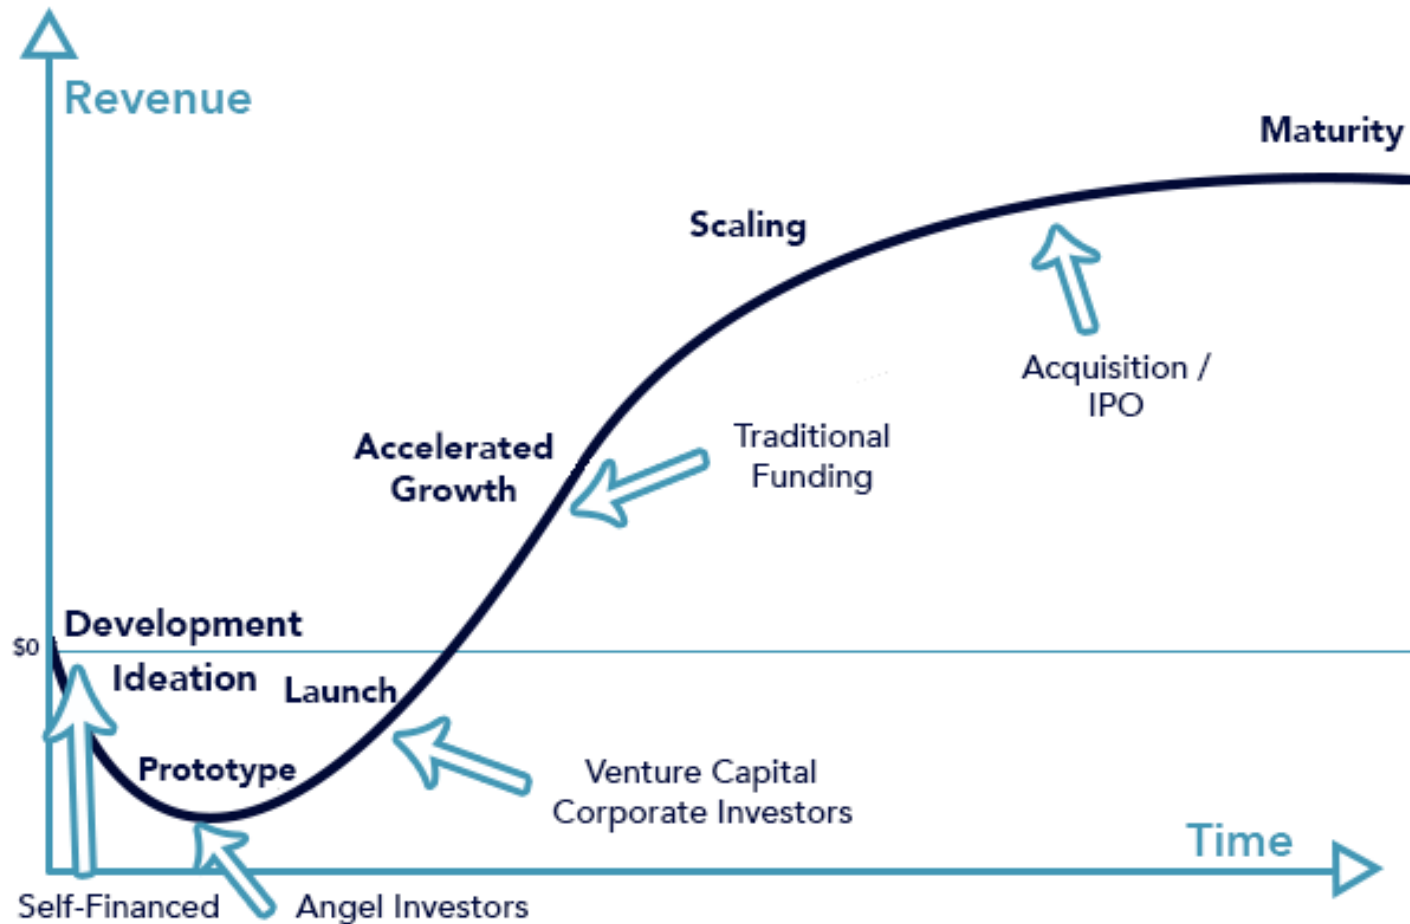 Revenue
Maturity
Scaling
Acquisition /
IPO
Traditional
Funding
Accelerated
Growth
Development
$0
Ideation
Launch
Prototype
Venture Capital
Corporate Investors
Time
Self-Financed
Angel Investors